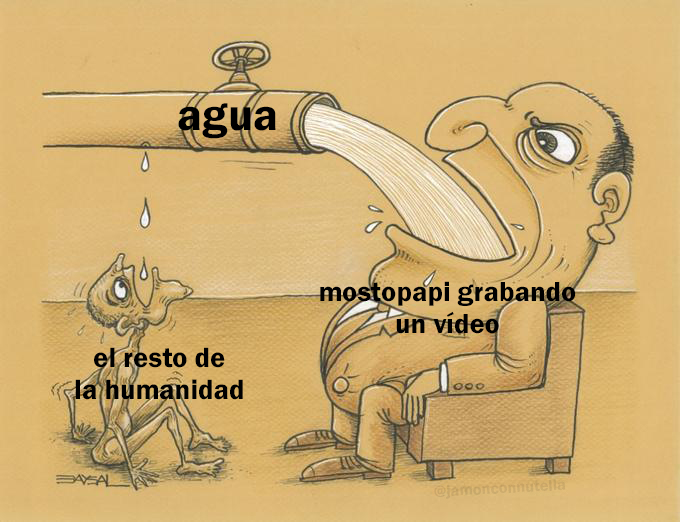 agua
mostopapi grabando
un vídeo
el resto de
la humanidad
BAYSAL
@jamonconnutella